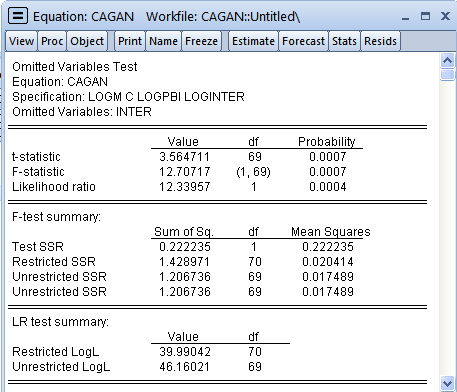 Equation: CAGAN Workfile: CAGAN::Untitled\
View Proc Object Print Name Freeze Estimate Forecast Stats Resids
Omitted Variables Test
Equation: CAGAN
Specification: LOGM C LOGPBI LOGINTER
Omitted Variables: INTER
Value df Probability
t-statistic 3.564711 69 0.0007
F-statistic 12.70717 (1, 69) 0.0007
Likelihood ratio 12.33957 1 0.0004
F-test summary:
Sum of Sq. df Mean Squares
Test SSR 0.222235 1 0.222235
Restricted SSR 1.428971 70 0.020414
Unrestricted SSR 1.206736 69 0.017489
Unrestricted SSR 1.206736 69 0.017489
LR test summary:
Value df
Restricted LogL 39.99042 70
Unrestricted LogL 46.16021 69